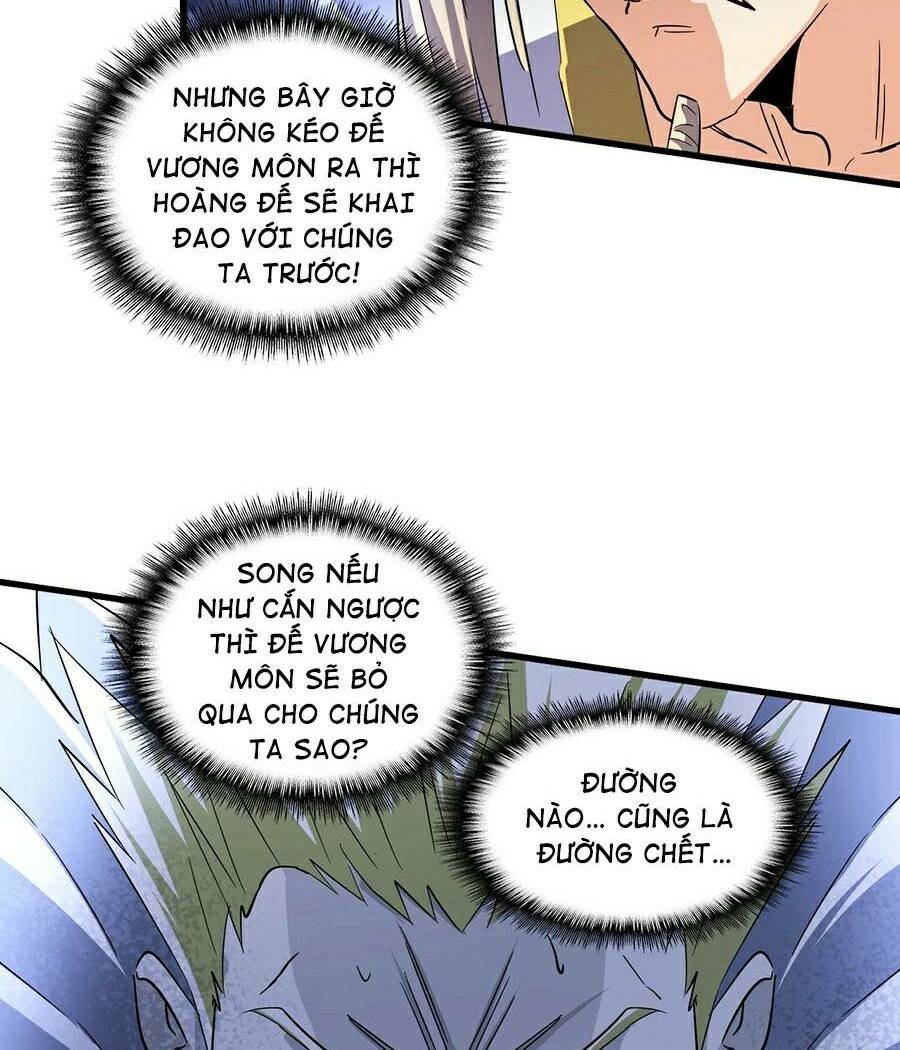 NHƯNG BÂY GIỜ
KHÔNG KÉO ĐẾ
VƯƠNG MÔN RA THÌ
HOÀNG ĐẾ SẼ KHAI
ĐAO VỚI CHÚNG
TA TRƯỚC!
SONG NẾU
NHƯ CẮN NGƯỢC
THÌ ĐẾ VƯƠNG
MÔN SẼ BỎ
QUA CHO CHÚNG
TA SAO?
ĐƯỜNG
NÀO... CŨNG LÀ
ĐƯỜNG CHẾT...